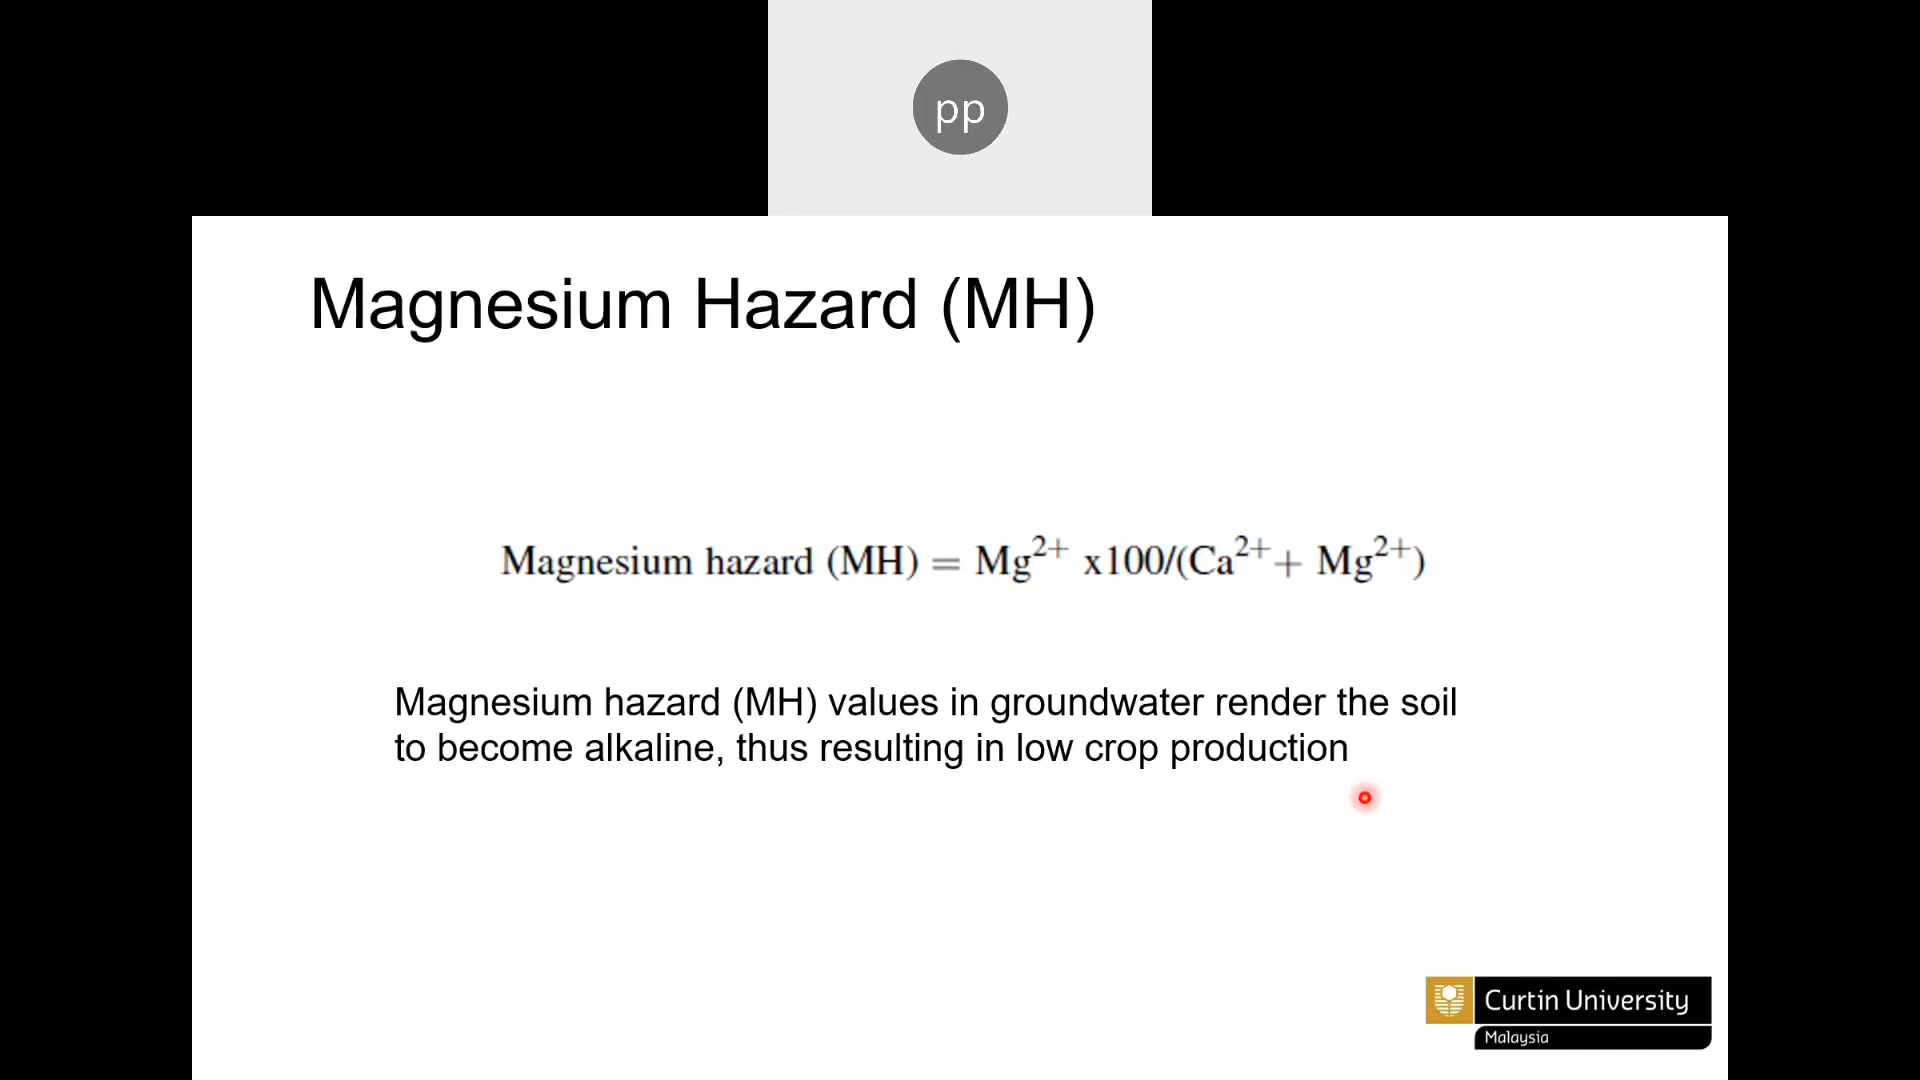 pp
Magnesium Hazard (MH)
Magnesium hazard (MH) = Mg²⁺ x100/(Ca²⁺ + Mg²⁺)
Magnesium hazard (MH) values in groundwater render the soil
to become alkaline, thus resulting in low crop production
Curtin University
Malaysia